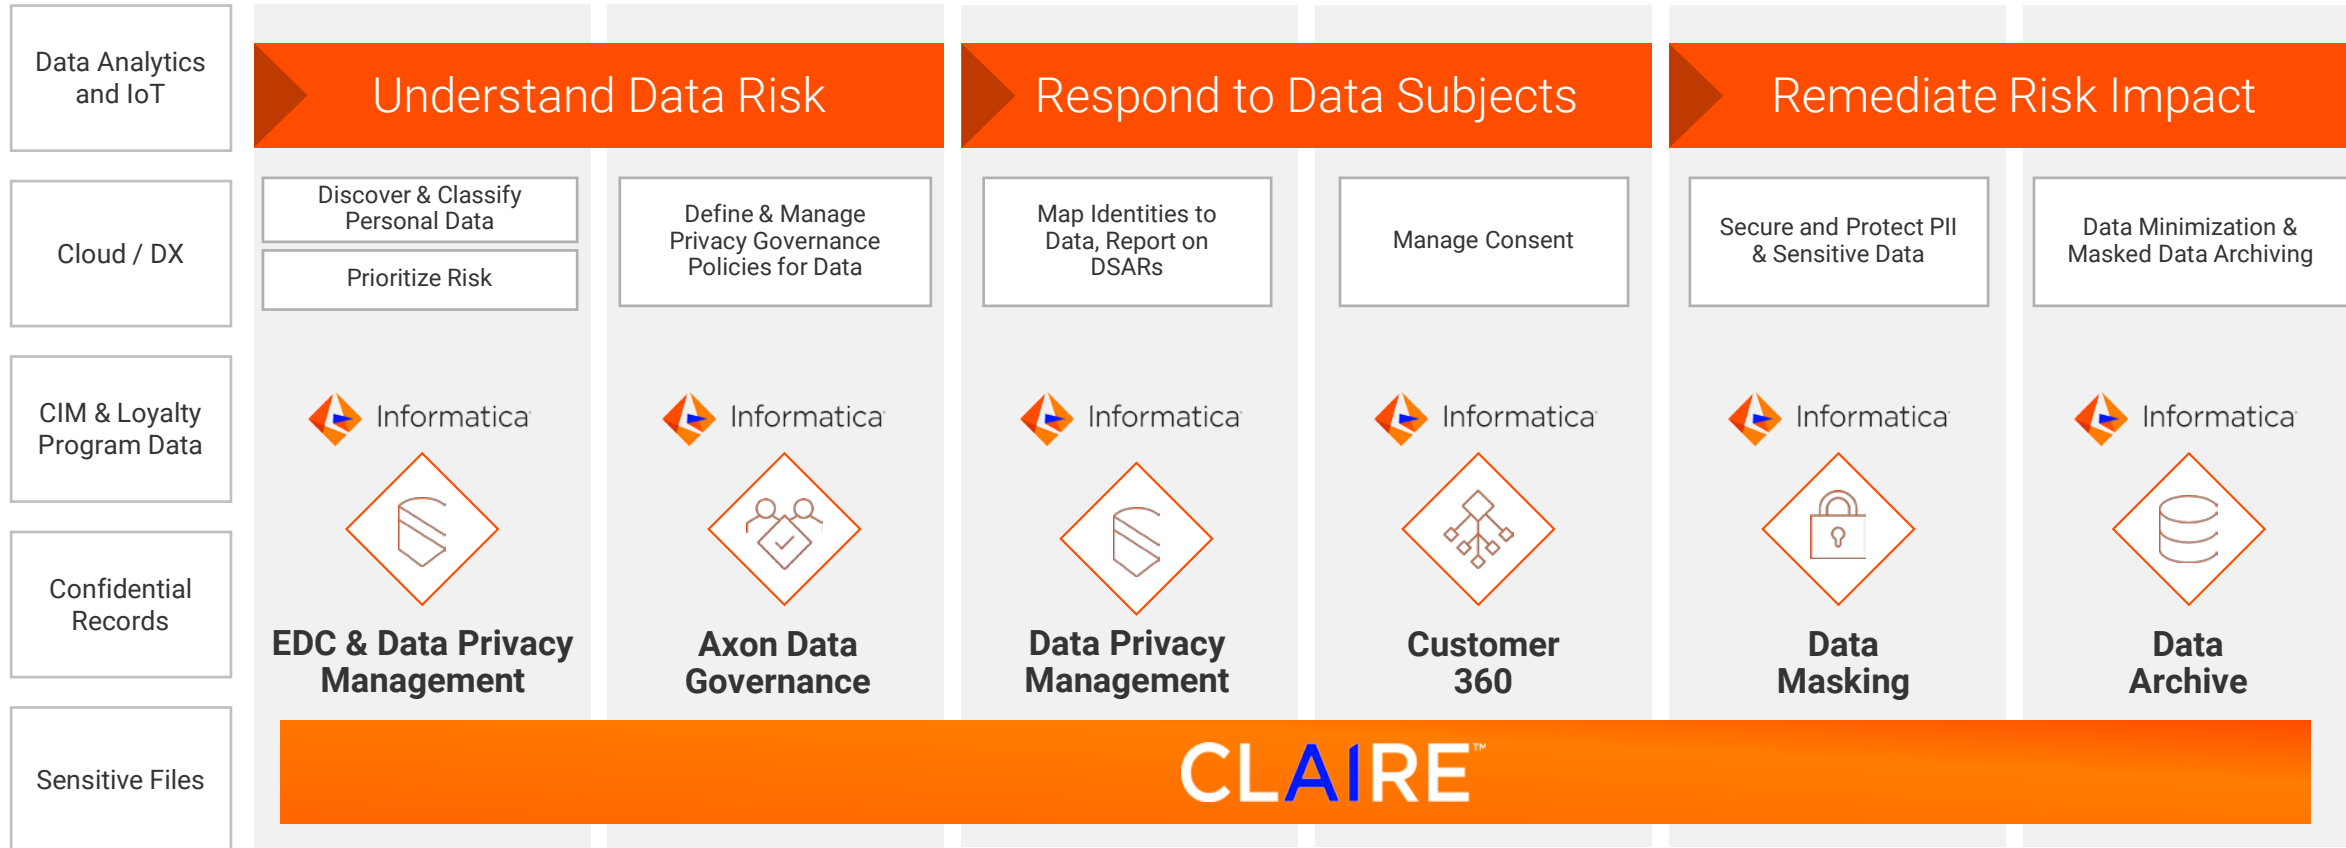 Data Analytics
and IoT
Cloud / DX
CIM & Loyalty
Program Data
Confidential
Records
Sensitive Files
Understand Data Risk
Respond to Data Subjects
Remediate Risk Impact
Discover & Classify
Personal Data
Prioritize Risk
Define & Manage
Privacy Governance
Policies for Data
Map Identities to
Data, Report on
DSARs
Manage Consent
Secure and Protect PII
& Sensitive Data
Data Minimization &
Masked Data Archiving
Informatica
Informatica
Informatica
Informatica
Informatica
Informatica
EDC & Data Privacy
Management
Axon Data
Governance
Data Privacy
Management
Customer
360
Data
Masking
Data
Archive
CLAIRE™